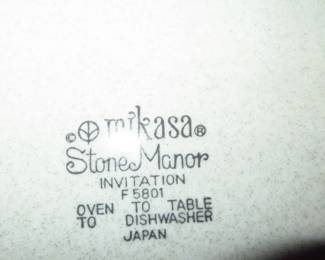 © mikasa®
Stone Manor
INVITATION
F 5801
OVEN TO TABLE
TO DISHWASHER
JAPAN